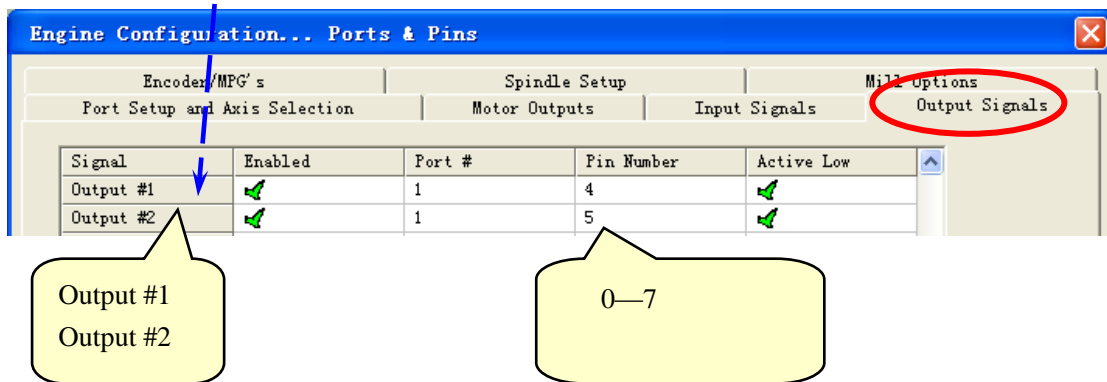 Engine Configuration... Ports & Pins
Encoder/MPG's Spindle Setup Mill Options
Port Setup and Axis Selection Motor Outputs Input Signals Output Signals
Signal Enabled Port # Pin Number Active Low
Output #1 1 4
Output #2 1 5
Output #1
Output #2
0—7